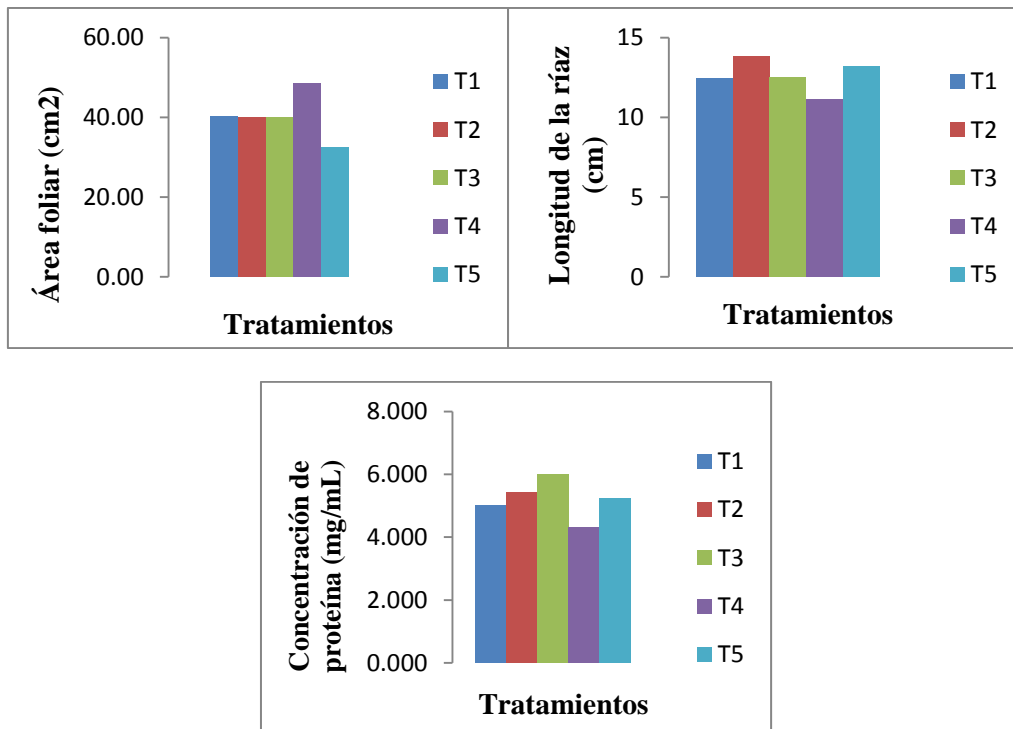 Área foliar (cm2)
60.00
40.00
20.00
0.00
T1
T2
T3
T4
T5
Tratamientos
Longitud de la ríaz
(cm)
15
10
5
0
T1
T2
T3
T4
T5
Tratamientos
Concentración de
proteína (mg/mL)
8.000
6.000
4.000
2.000
0.000
T1
T2
T3
T4
T5
Tratamientos